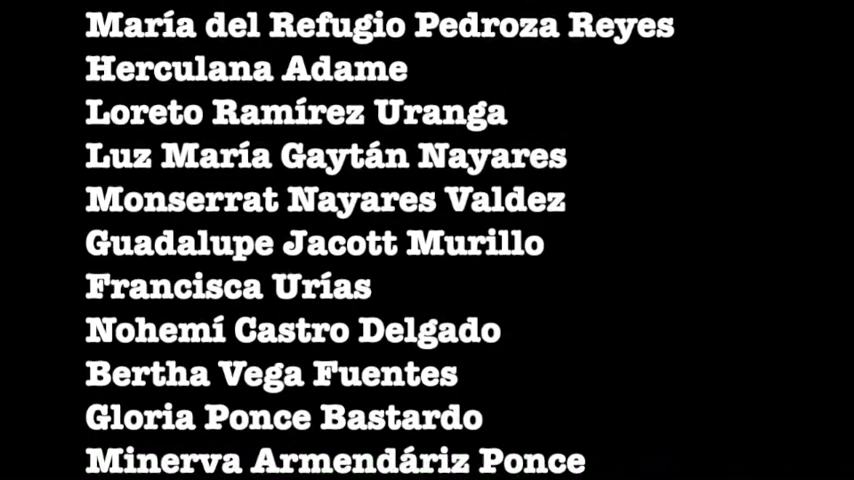 María del Refugio Pedroza Reyes
Herculana Adame
Loreto Ramírez Uranga
Luz María Gaytán Nayares
Monserrat Nayares Valdez
Guadalupe Jacott Murillo
Francisca Urías
Nohemí Castro Delgado
Bertha Vega Fuentes
Gloria Ponce Bastardo
Minerva Armendáriz Ponce